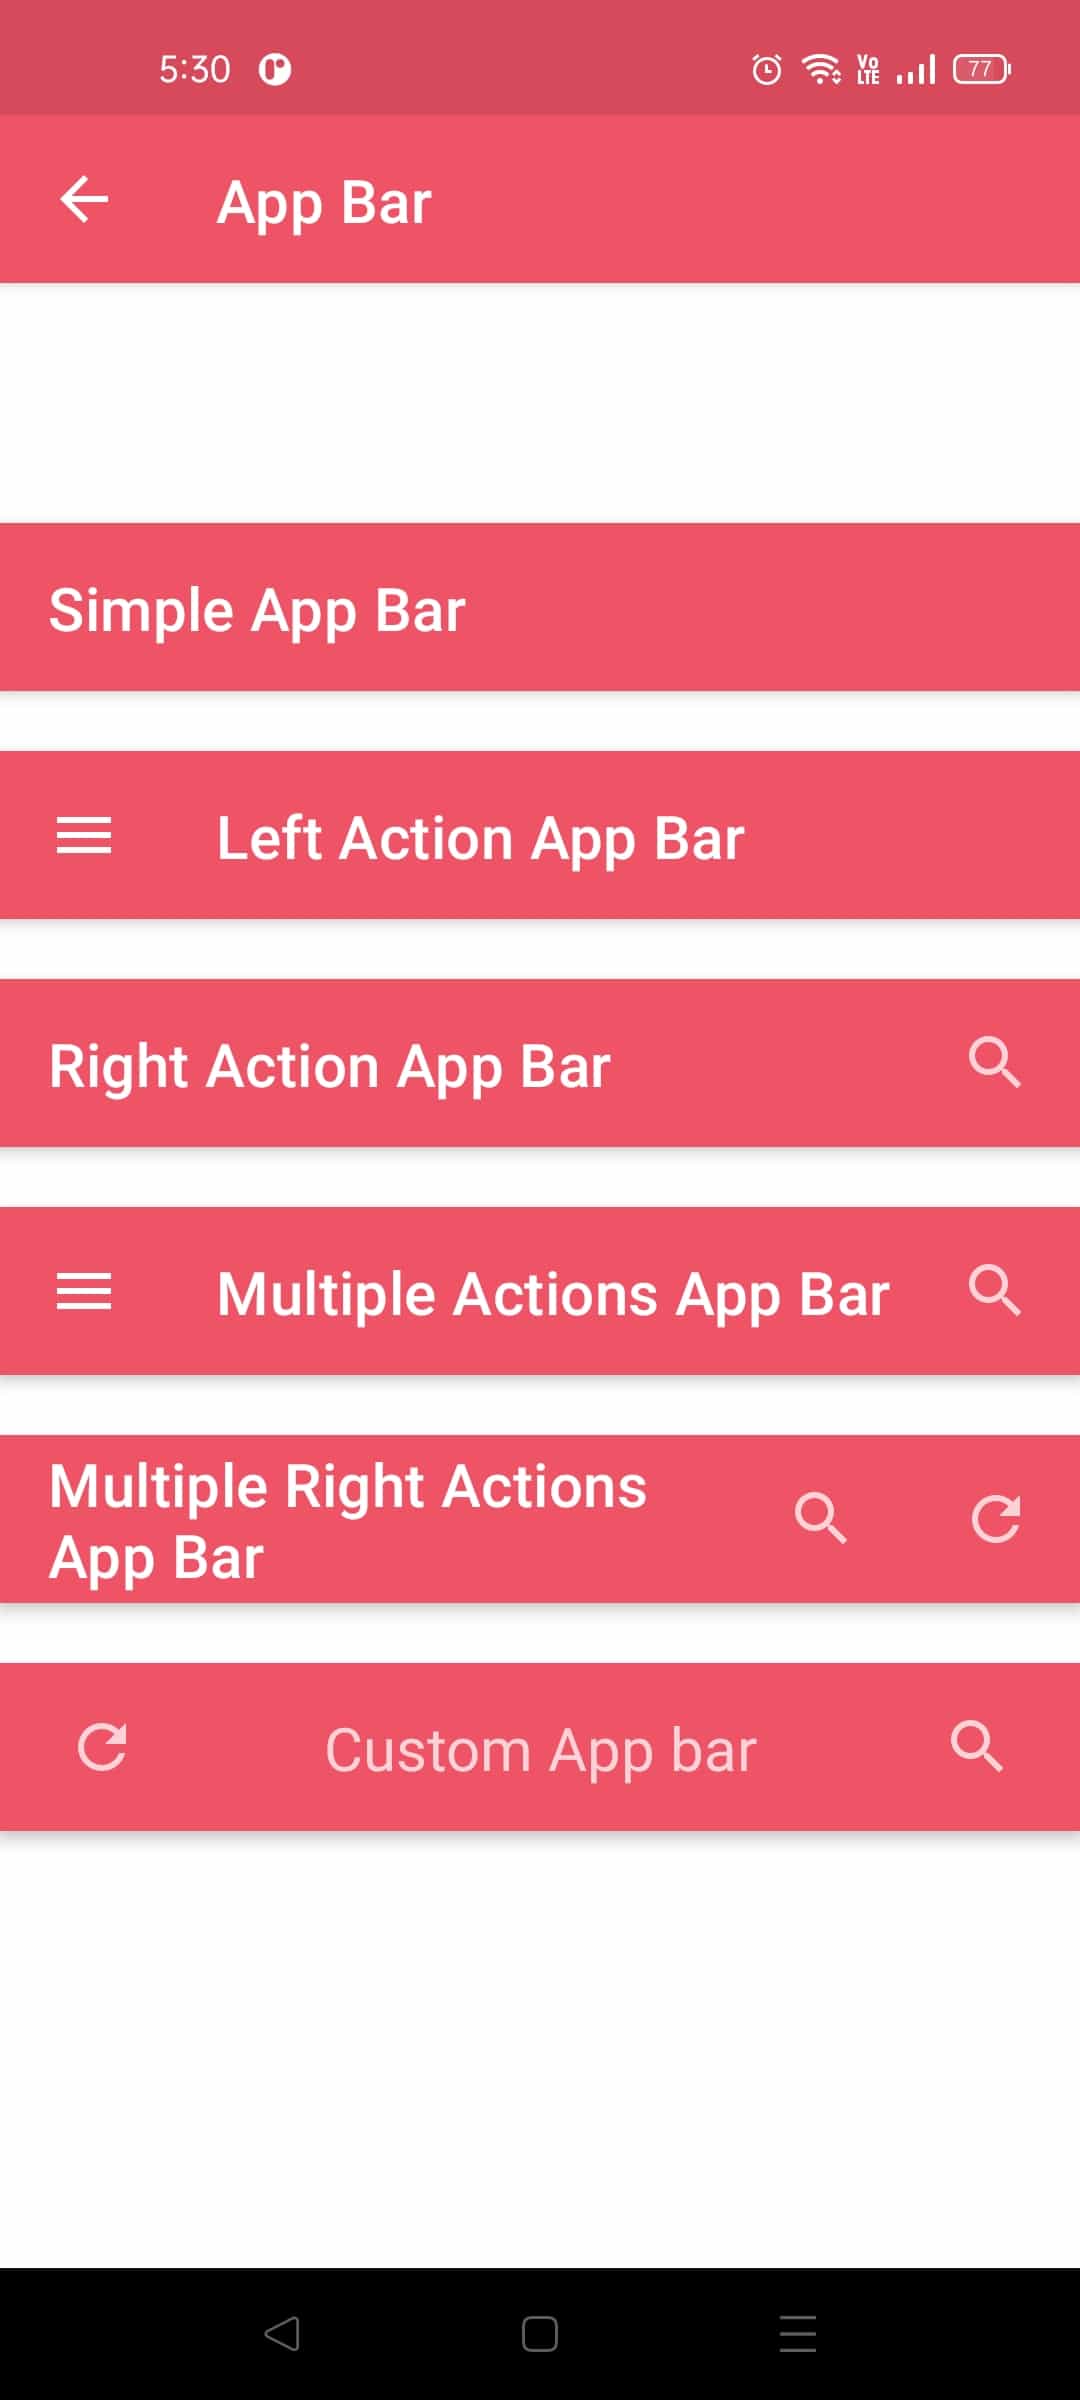 5:30
Vo
LTE
77
App Bar
Simple App Bar
Left Action App Bar
Right Action App Bar
Multiple Actions App Bar
Multiple Right Actions
App Bar
Custom App bar